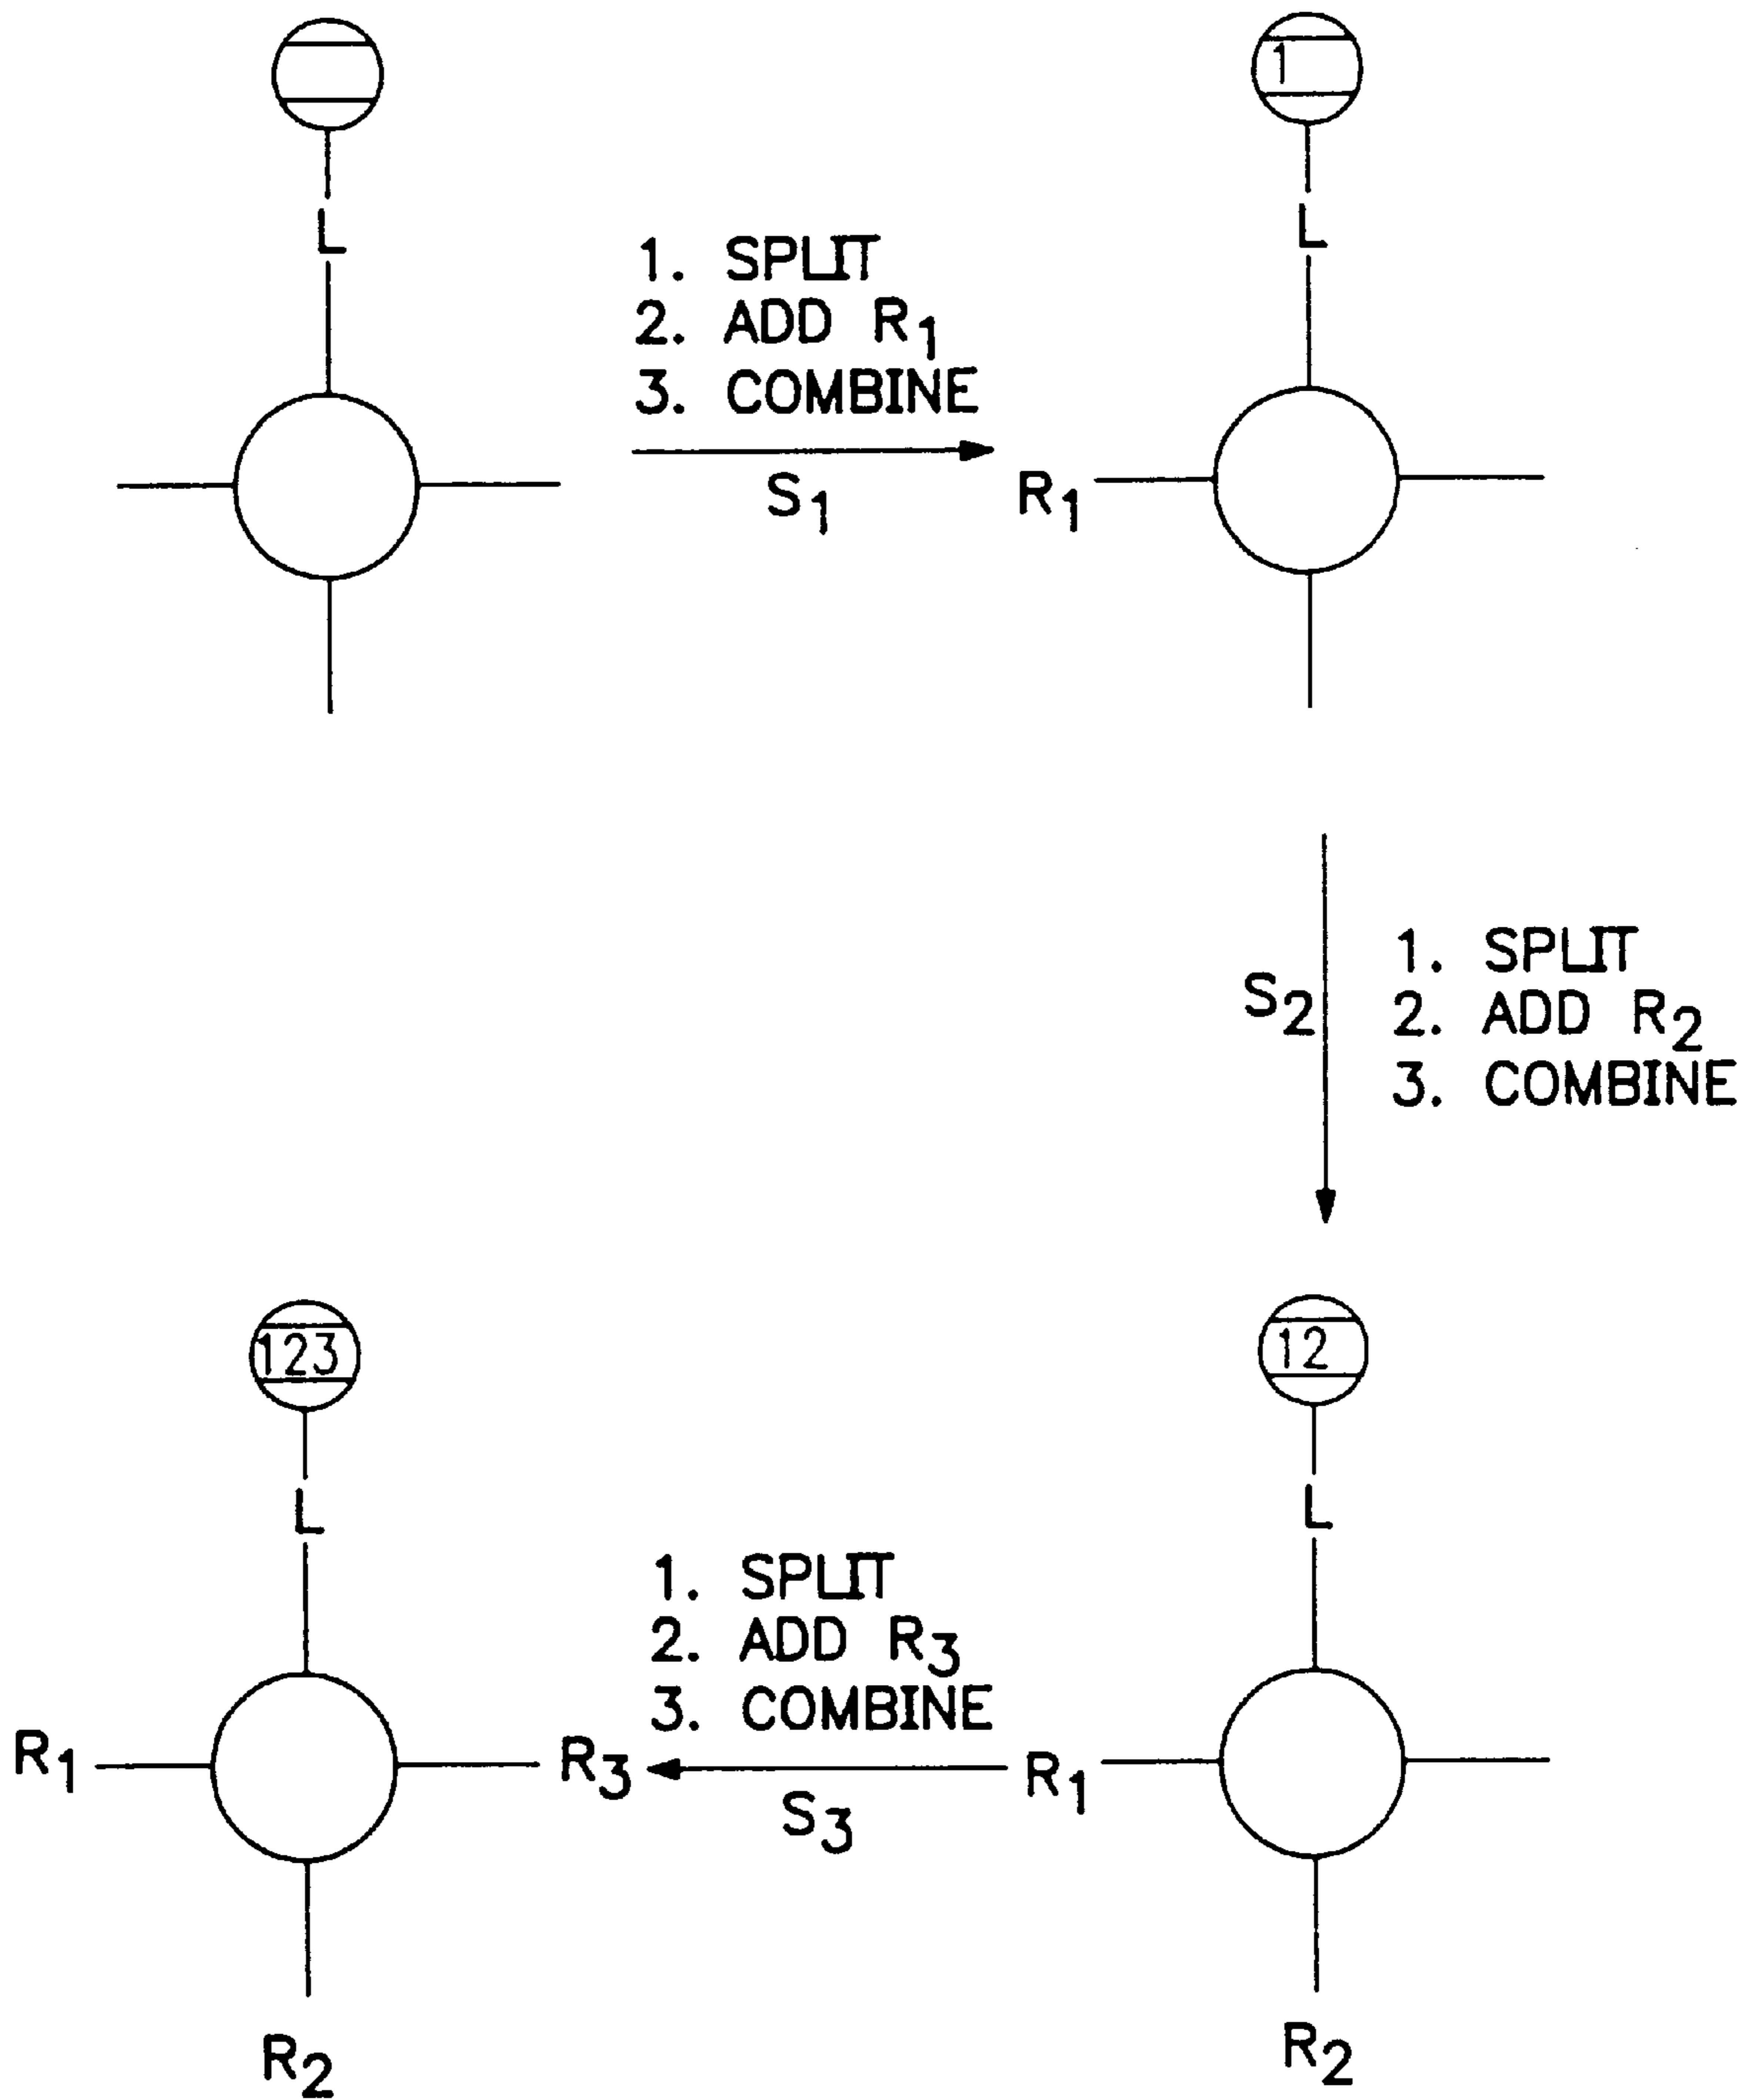 1
L
L
1. SPLIT
2. ADD R₁
3. COMBINE
S₁
R₁
S₂
1. SPLIT
2. ADD R₂
3. COMBINE
123
12
L
L
1. SPLIT
2. ADD R₃
3. COMBINE
R₁
R₃
S₃
R₁
R₂
R₂